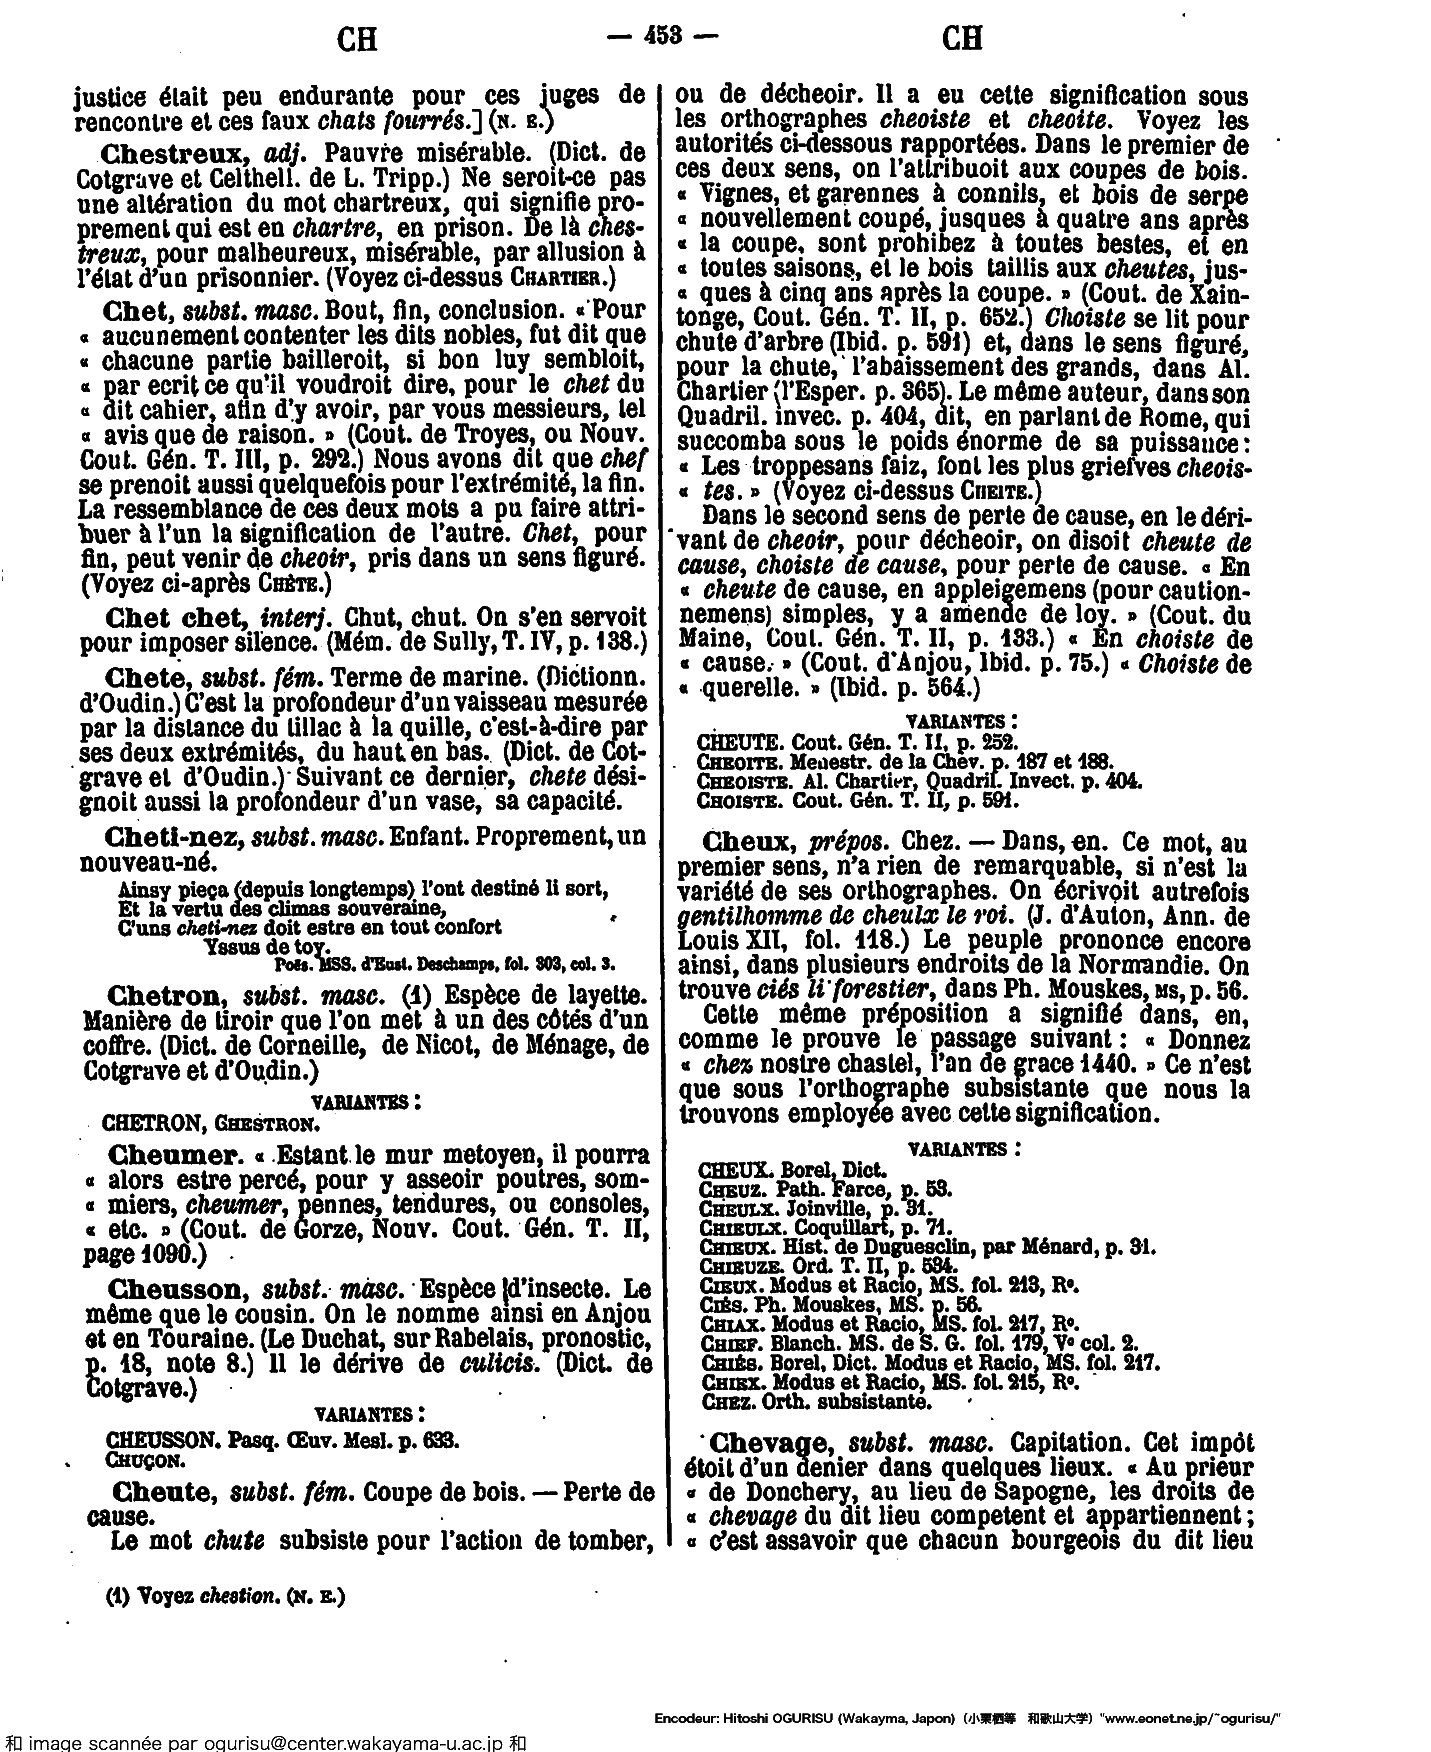 CH — 453 — CH
justice était peu endurante pour ces juges de
rencontre et ces faux chats fourrés.] (N. E.)
Chestreux, adj. Pauvre misérable. (Dict. de
Cotgrave et Celthell. de L. Tripp.) Ne seroit-ce pas
une altération du mot chartreux, qui signifie pro-
prement qui est en chartre, en prison. De là ches-
treux, pour malheureux, misérable, par allusion à
l'état d'un prisonnier. (Voyez ci-dessus CHARTIER.)
Chet, subst. masc. Bout, fin, conclusion. « Pour
« aucunement contenter les dits nobles, fut dit que
« chacune partie bailleroit, si bon luy sembloit,
« par ecrit ce qu'il voudroit dire, pour le chet du
« dit cahier, afin d'y avoir, par vous messieurs, tel
« avis que de raison. » (Cout. de Troyes, ou Nouv.
Cout. Gén. T. III, p. 292.) Nous avons dit que chef
se prenoit aussi quelquefois pour l'extrémité, la fin.
La ressemblance de ces deux mots a pu faire attri-
buer à l'un la signification de l'autre. Chet, pour
fin, peut venir de cheoir, pris dans un sens figuré.
(Voyez ci-après CHÈTE.)
Chet chet, interj. Chut, chut. On s'en servoit
pour imposer silence. (Mém. de Sully, T. IV, p. 138.)
Chete, subst. fém. Terme de marine. (Dictionn.
d'Oudin.) C'est la profondeur d'un vaisseau mesurée
par la distance du tillac à la quille, c'est-à-dire par
ses deux extrémités, du haut en bas. (Dict. de Cot-
grave et d'Oudin.) Suivant ce dernier, chete dési-
gnoit aussi la profondeur d'un vase, sa capacité.
Cheti-nez, subst. masc. Enfant. Proprement, un
nouveau-né.
Ainsy pieça (depuis longtemps) l'ont destiné li sort,
Et la vertu des climas souveraine,
C'uns cheti-nez doit estre en tout confort
Yssus de toy.
Poës. MSS. d'Eust. Deschamps, fol. 303, col. 3.
Chetron, subst. masc. (1) Espèce de layette.
Manière de tiroir que l'on met à un des côtés d'un
coffre. (Dict. de Corneille, de Nicot, de Ménage, de
Cotgrave et d'Oudin.)
VARIANTES :
CHETRON, GHESTRON.
Cheumer. « Estant le mur metoyen, il pourra
« alors estre percé, pour y asseoir poutres, som-
« miers, cheumer, pennes, tendures, ou consoles,
« etc. » (Cout. de Gorze, Nouv. Cout. Gén. T. II,
page 1090.)
Cheusson, subst. masc. Espèce d'insecte. Le
même que le cousin. On le nomme ainsi en Anjou
et en Touraine. (Le Duchat, sur Rabelais, pronostic,
p. 18, note 8.) Il le dérive de culicis. (Dict. de
Cotgrave.)
VARIANTES :
CHEUSSON. Pasq. Œuv. Mesl. p. 633.
CHUÇON.
Cheute, subst. fém. Coupe de bois. — Perte de
cause.
Le mot chute subsiste pour l'action de tomber,
(1) Voyez chestion. (N. E.)
ou de décheoir. Il a eu cette signification sous
les orthographes cheoiste et cheoite. Voyez les
autorités ci-dessous rapportées. Dans le premier de
ces deux sens, on l'attribuoit aux coupes de bois.
« Vignes, et garennes à connils, et bois de serpe
« nouvellement coupé, jusques à quatre ans après
« la coupe, sont prohibez à toutes bestes, et en
« toutes saisons, et le bois taillis aux cheutes, jus-
« ques à cinq ans après la coupe. » (Cout. de Xain-
tonge, Cout. Gén. T. II, p. 652.) Choiste se lit pour
chute d'arbre (Ibid. p. 591) et, dans le sens figuré,
pour la chute, l'abaissement des grands, dans Al.
Chartier (l'Esper. p. 365). Le même auteur, dans son
Quadril. invec. p. 404, dit, en parlant de Rome, qui
succomba sous le poids énorme de sa puissance :
« Les troppesans faiz, font les plus griefves cheois-
« tes. » (Voyez ci-dessus CHEITE.)
Dans le second sens de perte de cause, en le déri-
vant de cheoir, pour décheoir, on disoit cheute de
cause, choiste de cause, pour perte de cause. « En
« cheute de cause, en appleigemens (pour caution-
nemens) simples, y a amende de loy. » (Cout. du
Maine, Cout. Gén. T. II, p. 133.) « En choiste de
« cause. » (Cout. d'Anjou, Ibid. p. 75.) « Choiste de
« querelle. » (Ibid. p. 564.)
VARIANTES :
CHEUTE. Cout. Gén. T. II, p. 252.
CHEOITE. Menestr. de la Chev. p. 187 et 188.
CHEOISTE. Al. Chartier, Quadril. Invect. p. 404.
CHOISTE. Cout. Gén. T. II, p. 591.
Cheux, prépos. Chez. — Dans, en. Ce mot, au
premier sens, n'a rien de remarquable, si n'est la
variété de ses orthographes. On écrivoit autrefois
gentilhomme de cheulx le roi. (J. d'Auton, Ann. de
Louis XII, fol. 118.) Le peuple prononce encore
ainsi, dans plusieurs endroits de la Normandie. On
trouve ciés li forestier, dans Ph. Mouskes, MS, p. 56.
Cette même préposition a signifié dans, en,
comme le prouve le passage suivant : « Donnez
« chez nostre chastel, l'an de grace 1440. » Ce n'est
que sous l'orthographe subsistante que nous la
trouvons employée avec cette signification.
VARIANTES :
CHEUX. Borel, Dict.
CHEUZ. Path. Farce, p. 53.
CHEULX. Joinville, p. 31.
CHIEULX. Coquillart, p. 71.
CHIEUX. Hist. de Duguesclin, par Ménard, p. 31.
CHIEUZE. Ord. T. II, p. 534.
CIEUX. Modus et Racio, MS. fol. 213, R°.
CIÉS. Ph. Mouskes, MS. p. 56.
CHIAX. Modus et Racio, MS. fol. 217, R°.
CHIEF. Blanch. MS. de S. G. fol. 179, V° col. 2.
CHIÉS. Borel, Dict. Modus et Racio, MS. fol. 217.
CHIEX. Modus et Racio, MS. fol. 215, R°.
CHEZ. Orth. subsistante.
Chevage, subst. masc. Capitation. Cet impôt
étoit d'un denier dans quelques lieux. « Au prieur
« de Donchery, au lieu de Sapogne, les droits de
« chevage du dit lieu competent et appartiennent ;
« c'est assavoir que chacun bourgeois du dit lieu
Encodeur: Hitoshi OGURISU (Wakayma, Japon) (小栗栖等 和歌山大学) "www.eonet.ne.jp/~ogurisu/"
和 image scannée par ogurisu@center.wakayama-u.ac.jp 和